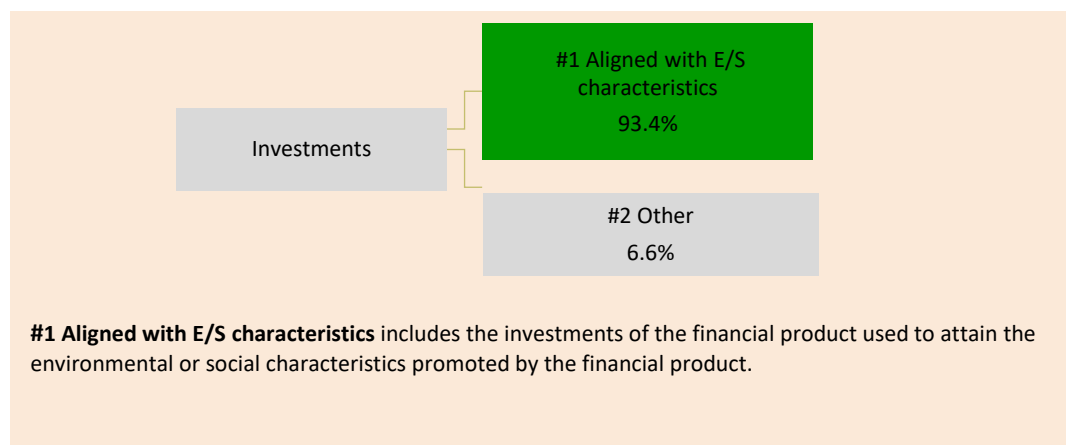 #1 Aligned with E/S
characteristics
93.4%
Investments
#2 Other
6.6%
#1 Aligned with E/S characteristics includes the investments of the financial product used to attain the
environmental or social characteristics promoted by the financial product.